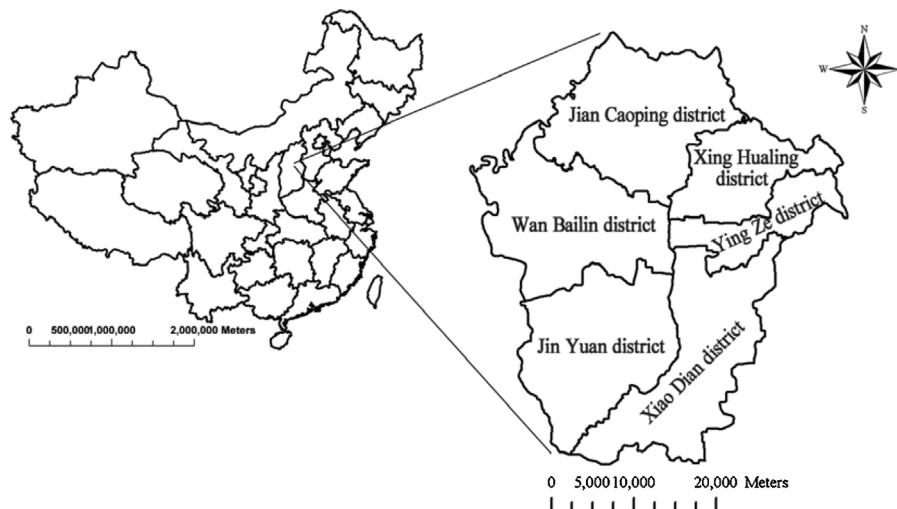 N
W
S
Jian Caoping district
Xing Hualing
district
Ying Ze district
Wan Bailin district
Jin Yuan district
Xiao Dian district
0 500,0001,000,000 2,000,000 Meters
0 5,000 10,000 20,000 Meters